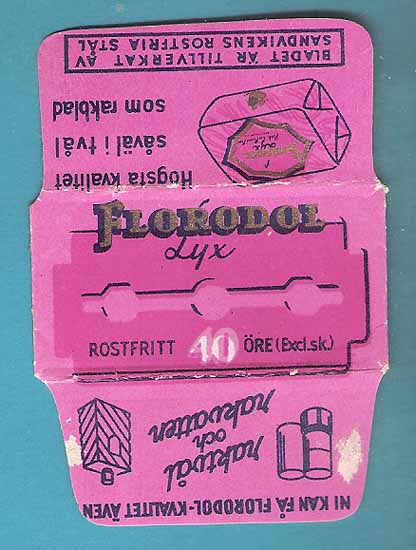 Högsta kvalitet
såväl i tvål
som rakblad
BLADET ÄR TILLVERKAT AV
SANDVIKENS ROSTFRIA STÅL
FLORODOL
Lyx
ROSTFRITT 40 ÖRE (Excl.sk.)
NI KAN FÅ FLORODOL-KVALITET ÄVEN
raktvål
och
rakvatten